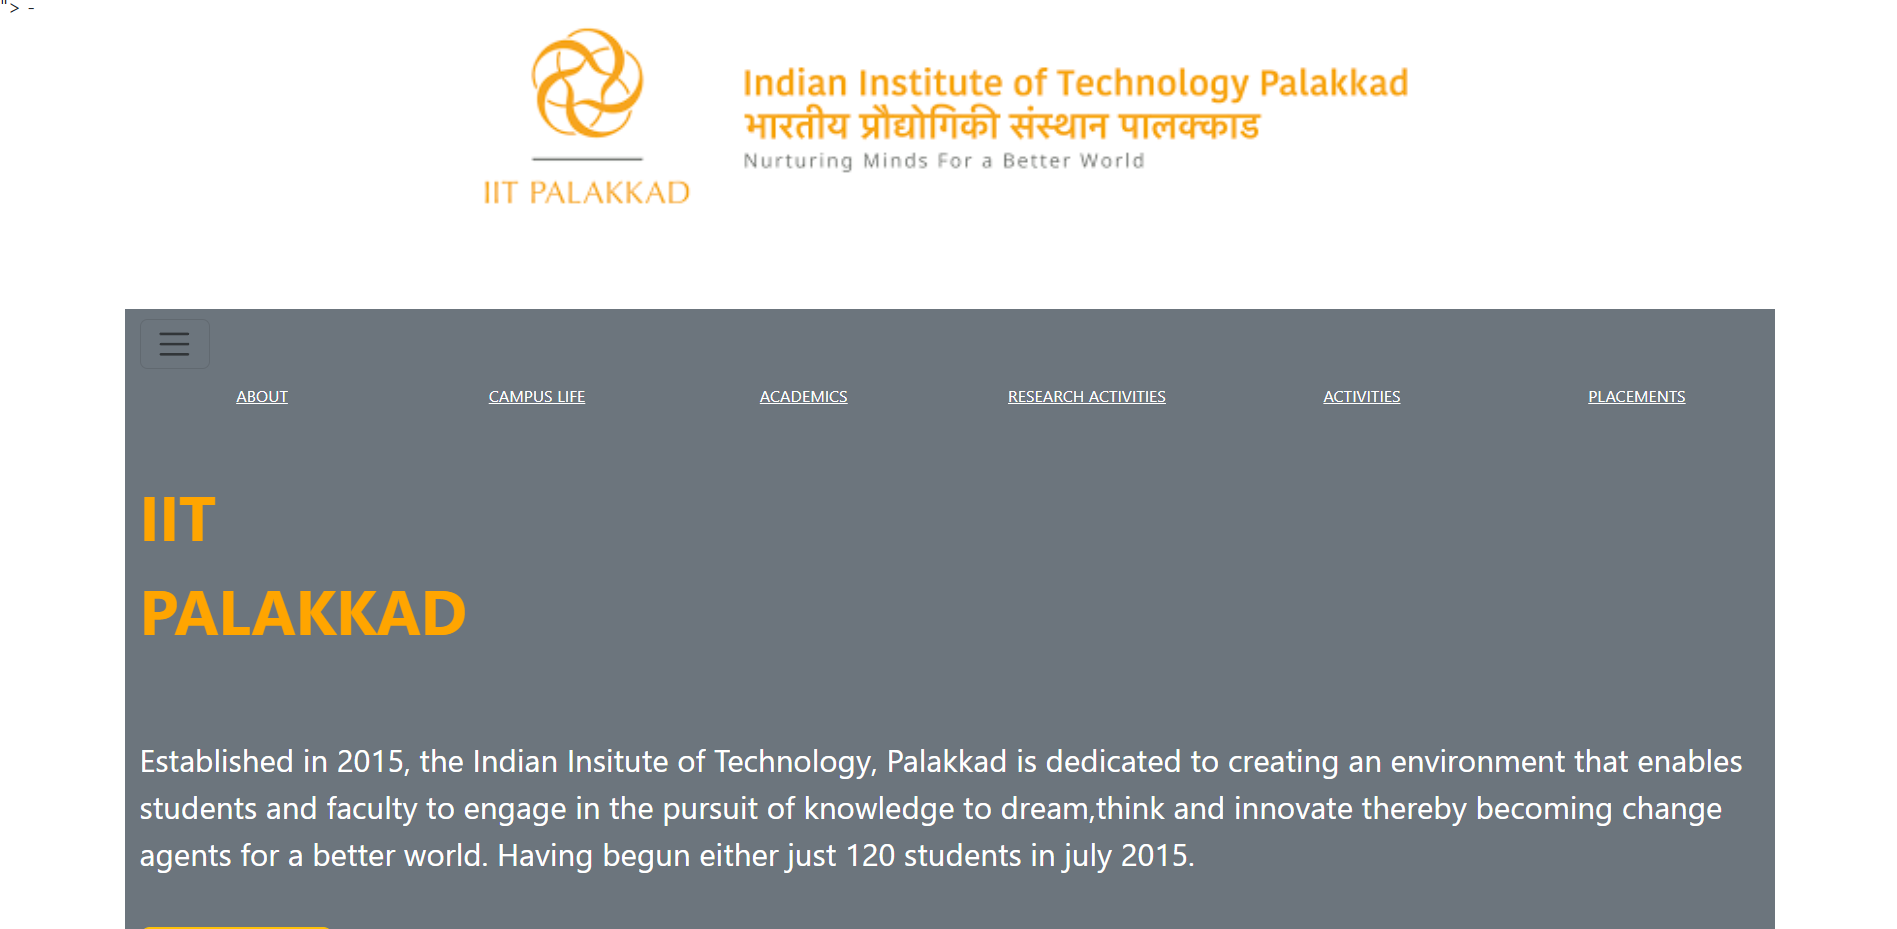 "> -
Indian Institute of Technology Palakkad
भारतीय प्रौद्योगिकी संस्थान पालक्काड
Nurturing Minds For a Better World
IIT PALAKKAD
ABOUT CAMPUS LIFE ACADEMICS RESEARCH ACTIVITIES ACTIVITIES PLACEMENTS
IIT
PALAKKAD
Established in 2015, the Indian Insitute of Technology, Palakkad is dedicated to creating an environment that enables
students and faculty to engage in the pursuit of knowledge to dream,think and innovate thereby becoming change
agents for a better world. Having begun either just 120 students in july 2015.